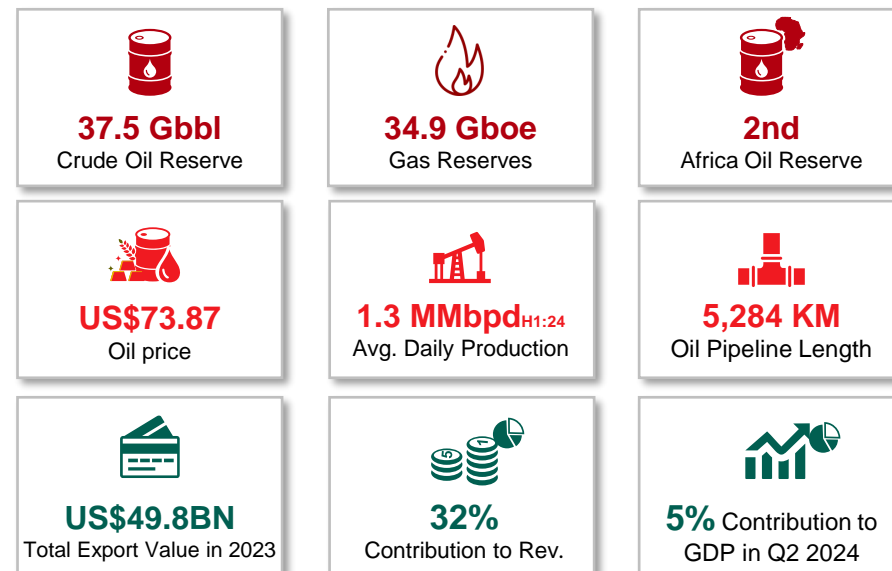 37.5 Gbbl
Crude Oil Reserve
34.9 Gboe
Gas Reserves
2nd
Africa Oil Reserve
US$73.87
Oil price
1.3 MMbpdH1:24
Avg. Daily Production
5,284 KM
Oil Pipeline Length
US$49.8BN
Total Export Value in 2023
5
1
32%
Contribution to Rev.
5% Contribution to
GDP in Q2 2024